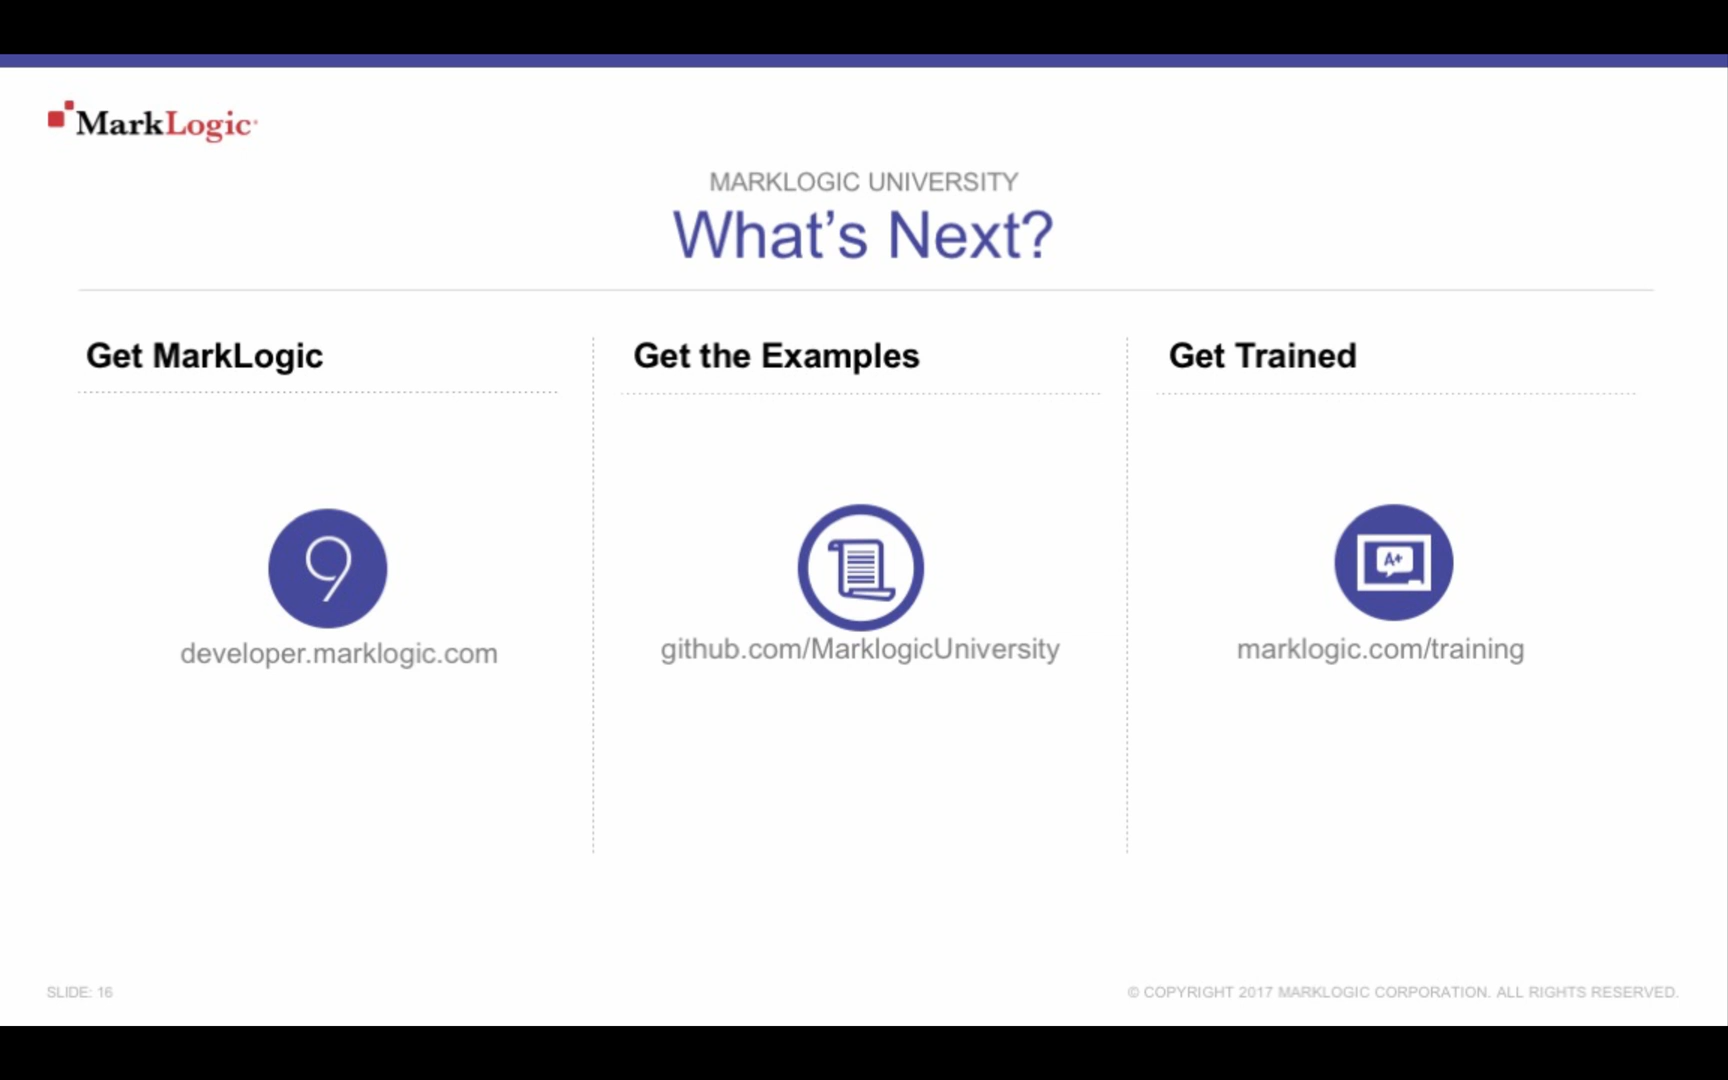 MarkLogic
MARKLOGIC UNIVERSITY
What's Next?
Get MarkLogic
9
developer.marklogic.com
Get the Examples
github.com/MarklogicUniversity
Get Trained
A+
marklogic.com/training
SLIDE: 16
© COPYRIGHT 2017 MARKLOGIC CORPORATION. ALL RIGHTS RESERVED.